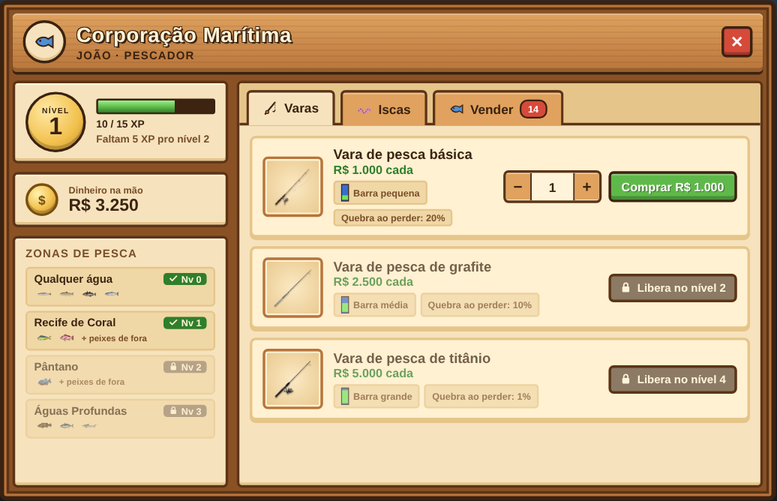 Corporação Marítima
JOÃO · PESCADOR
×
NÍVEL
1
10 / 15 XP
Faltam 5 XP pro nível 2
$
Dinheiro na mão
R$ 3.250
ZONAS DE PESCA
Qualquer água
Nv 0
Recife de Coral
Nv 1
+ peixes de fora
Pântano
Nv 2
+ peixes de fora
Águas Profundas
Nv 3
Varas
Iscas
Vender 14
Vara de pesca básica
R$ 1.000 cada
Barra pequena
Quebra ao perder: 20%
− 1 +
Comprar R$ 1.000
Vara de pesca de grafite
R$ 2.500 cada
Barra média
Quebra ao perder: 10%
Libera no nível 2
Vara de pesca de titânio
R$ 5.000 cada
Barra grande
Quebra ao perder: 1%
Libera no nível 4